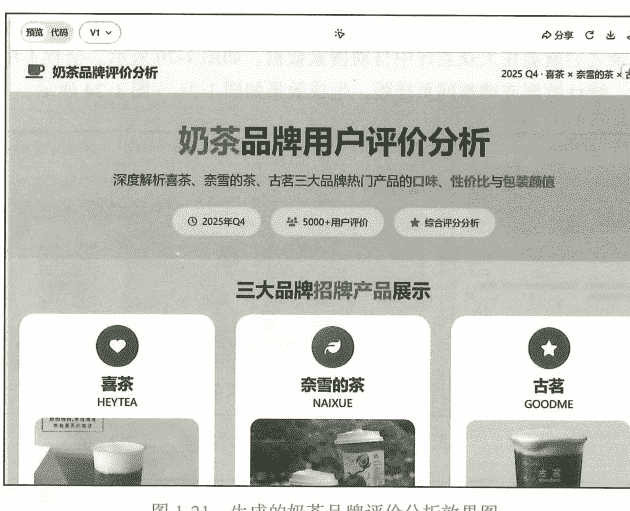 预览 代码 V1 分享
奶茶品牌评价分析 2025 Q4 · 喜茶 × 奈雪的茶 ×
奶茶品牌用户评价分析
深度解析喜茶、奈雪的茶、古茗三大品牌热门产品的口味、性价比与包装颜值
2025年Q4 5000+用户评价 综合评分分析
三大品牌招牌产品展示
喜茶 奈雪的茶 古茗
HEYTEA NAIXUE GOODME
图 1-21 生成的奶茶品牌评价分析效果图